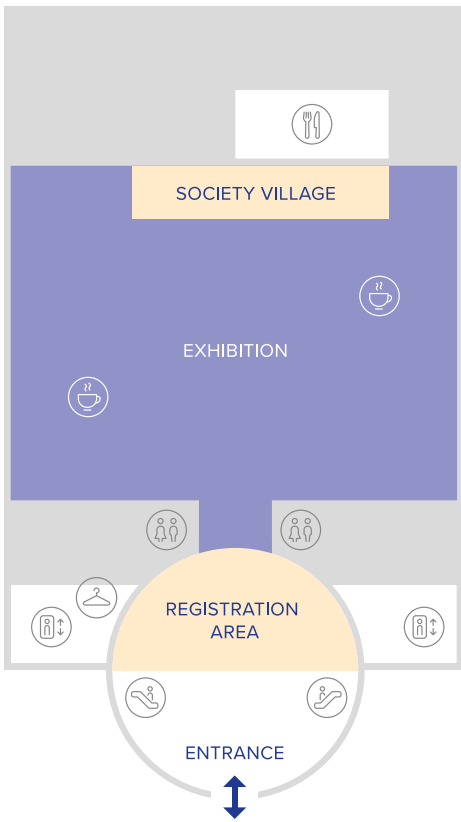 SOCIETY VILLAGE
EXHIBITION
REGISTRATION
AREA
ENTRANCE